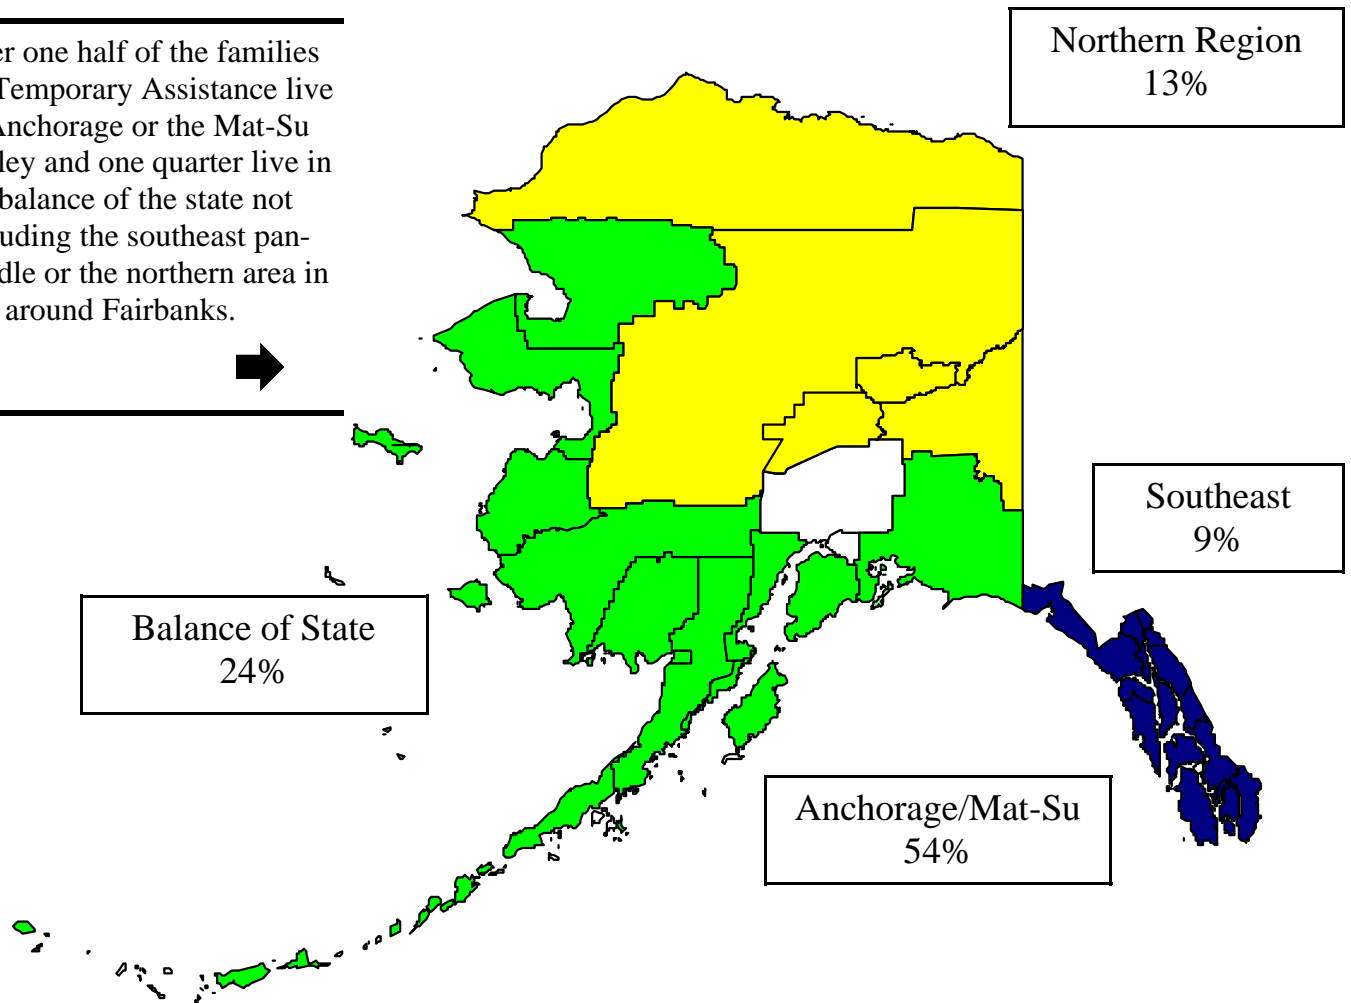 er one half of the families
Temporary Assistance live
Anchorage or the Mat-Su
ley and one quarter live in
balance of the state not
uding the southeast pan-
dle or the northern area in
around Fairbanks.
Northern Region
13%
Southeast
9%
Balance of State
24%
Anchorage/Mat-Su
54%